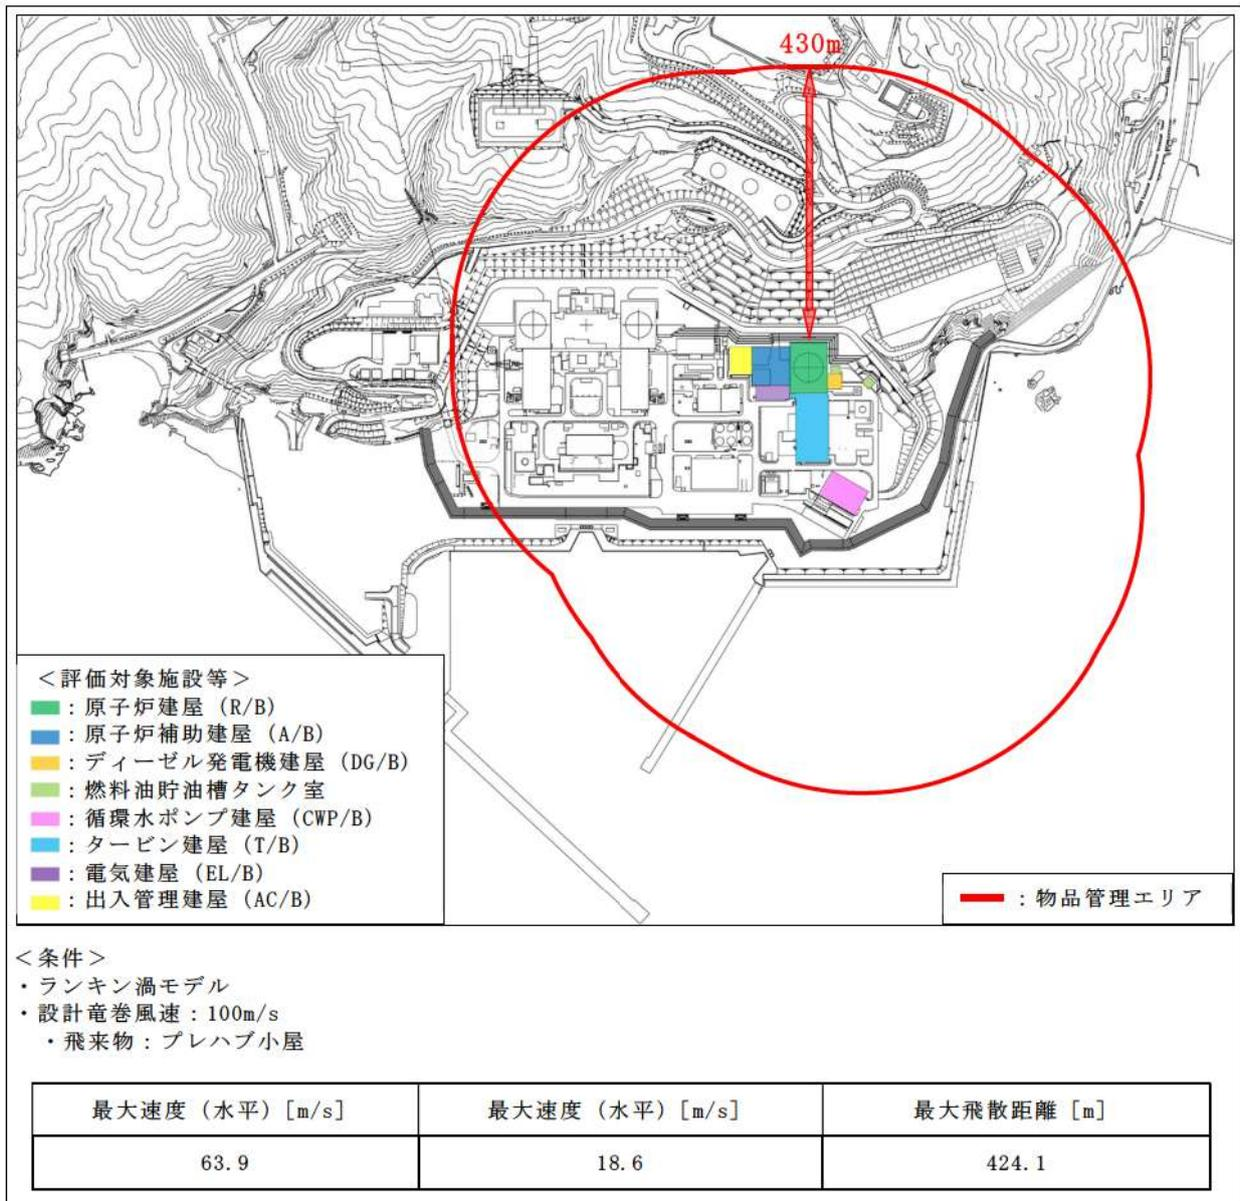 430m
＜評価対象施設等＞
：原子炉建屋（R/B）
：原子炉補助建屋（A/B）
：ディーゼル発電機建屋（DG/B）
：燃料油貯油槽タンク室
：循環水ポンプ建屋（CWP/B）
：タービン建屋（T/B）
：電気建屋（EL/B）
：出入管理建屋（AC/B）
：物品管理エリア
＜条件＞
・ランキン渦モデル
・設計竜巻風速：100m/s
・飛来物：プレハブ小屋
最大速度（水平）［m/s］ 最大速度（水平）［m/s］ 最大飛散距離［m］
63.9 18.6 424.1